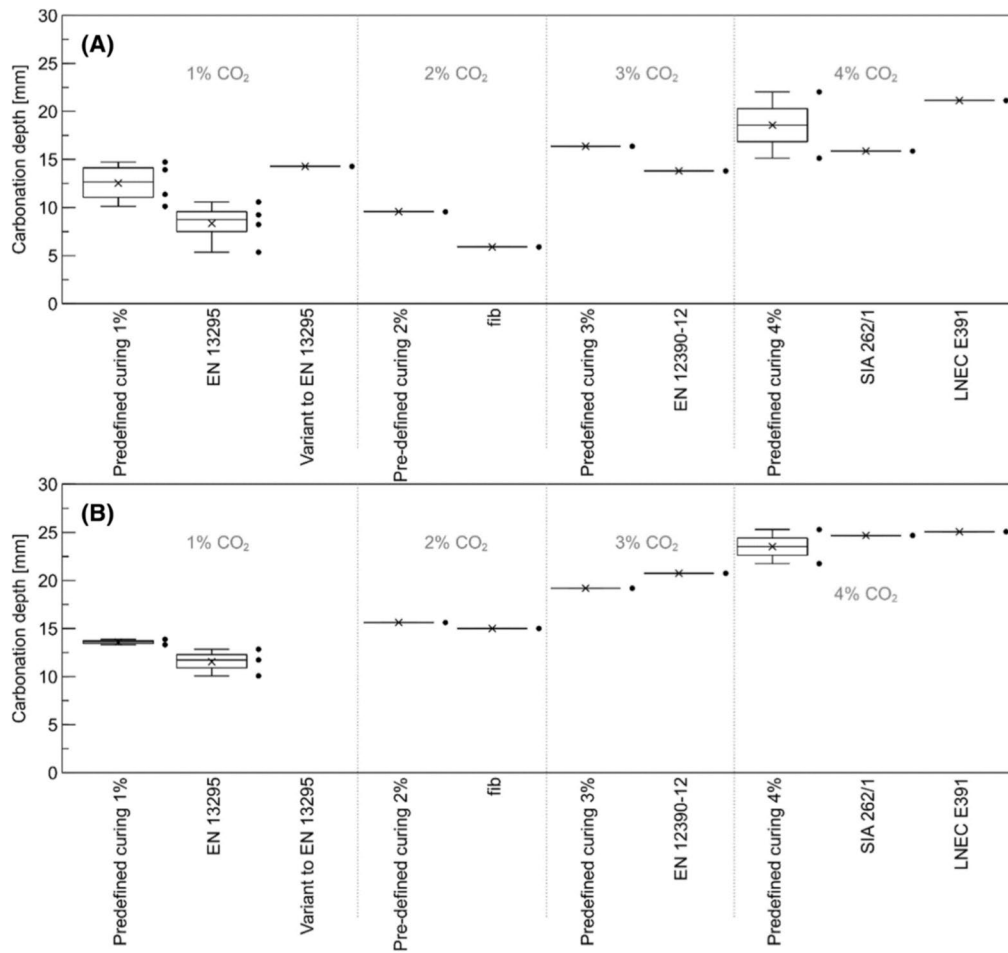 (A)
1% CO₂
2% CO₂
3% CO₂
4% CO₂
Carbonation depth [mm]
30
25
20
15
10
5
0
Predefined curing 1%
EN 13295
Variant to EN 13295
Pre-defined curing 2%
fib
Predefined curing 3%
EN 12390-12
Predefined curing 4%
SIA 262/1
LNEC E391
(B)
1% CO₂
2% CO₂
3% CO₂
4% CO₂
Carbonation depth [mm]
30
25
20
15
10
5
0
Predefined curing 1%
EN 13295
Variant to EN 13295
Pre-defined curing 2%
fib
Predefined curing 3%
EN 12390-12
Predefined curing 4%
SIA 262/1
LNEC E391